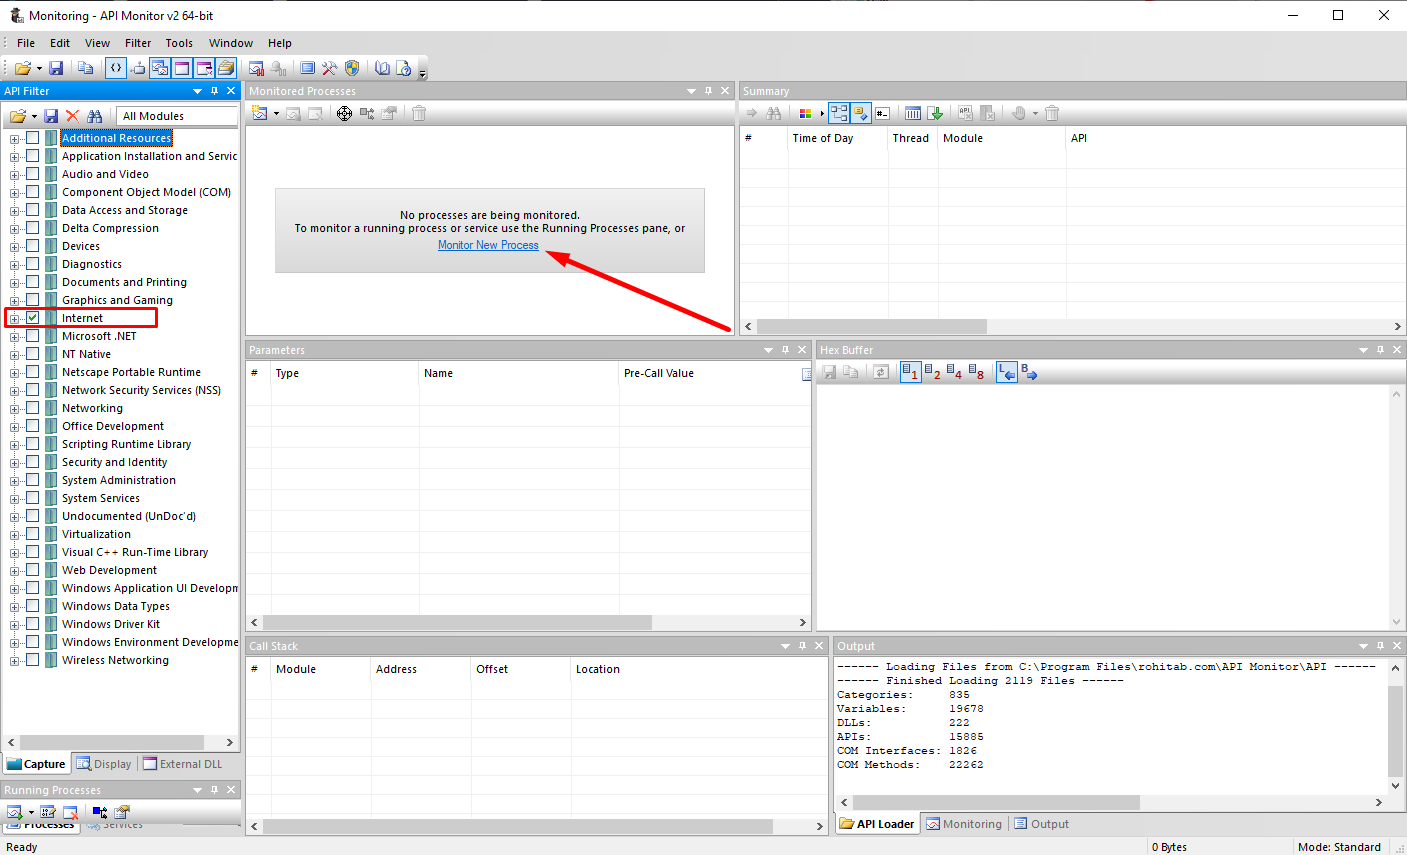 Monitoring - API Monitor v2 64-bit
File Edit View Filter Tools Window Help
API Filter
All Modules
Additional Resources
Application Installation and Servic
Audio and Video
Component Object Model (COM)
Data Access and Storage
Delta Compression
Devices
Diagnostics
Documents and Printing
Graphics and Gaming
Internet
Microsoft .NET
NT Native
Netscape Portable Runtime
Network Security Services (NSS)
Networking
Office Development
Scripting Runtime Library
Security and Identity
System Administration
System Services
Undocumented (UnDoc'd)
Virtualization
Visual C++ Run-Time Library
Web Development
Windows Application UI Developm
Windows Data Types
Windows Driver Kit
Windows Environment Developme
Wireless Networking
Capture Display External DLL
Running Processes
Processes Services
Monitored Processes
No processes are being monitored.
To monitor a running process or service use the Running Processes pane, or
Monitor New Process
Summary
# Time of Day Thread Module API
Parameters
# Type Name Pre-Call Value
Hex Buffer
1 2 4 8 L B
Call Stack
# Module Address Offset Location
Output
------ Loading Files from C:\Program Files\rohitab.com\API Monitor\API ------
------ Finished Loading 2119 Files ------
Categories: 835
Variables: 19678
DLLs: 222
APIs: 15885
COM Interfaces: 1826
COM Methods: 22262
API Loader Monitoring Output
Ready 0 Bytes Mode: Standard